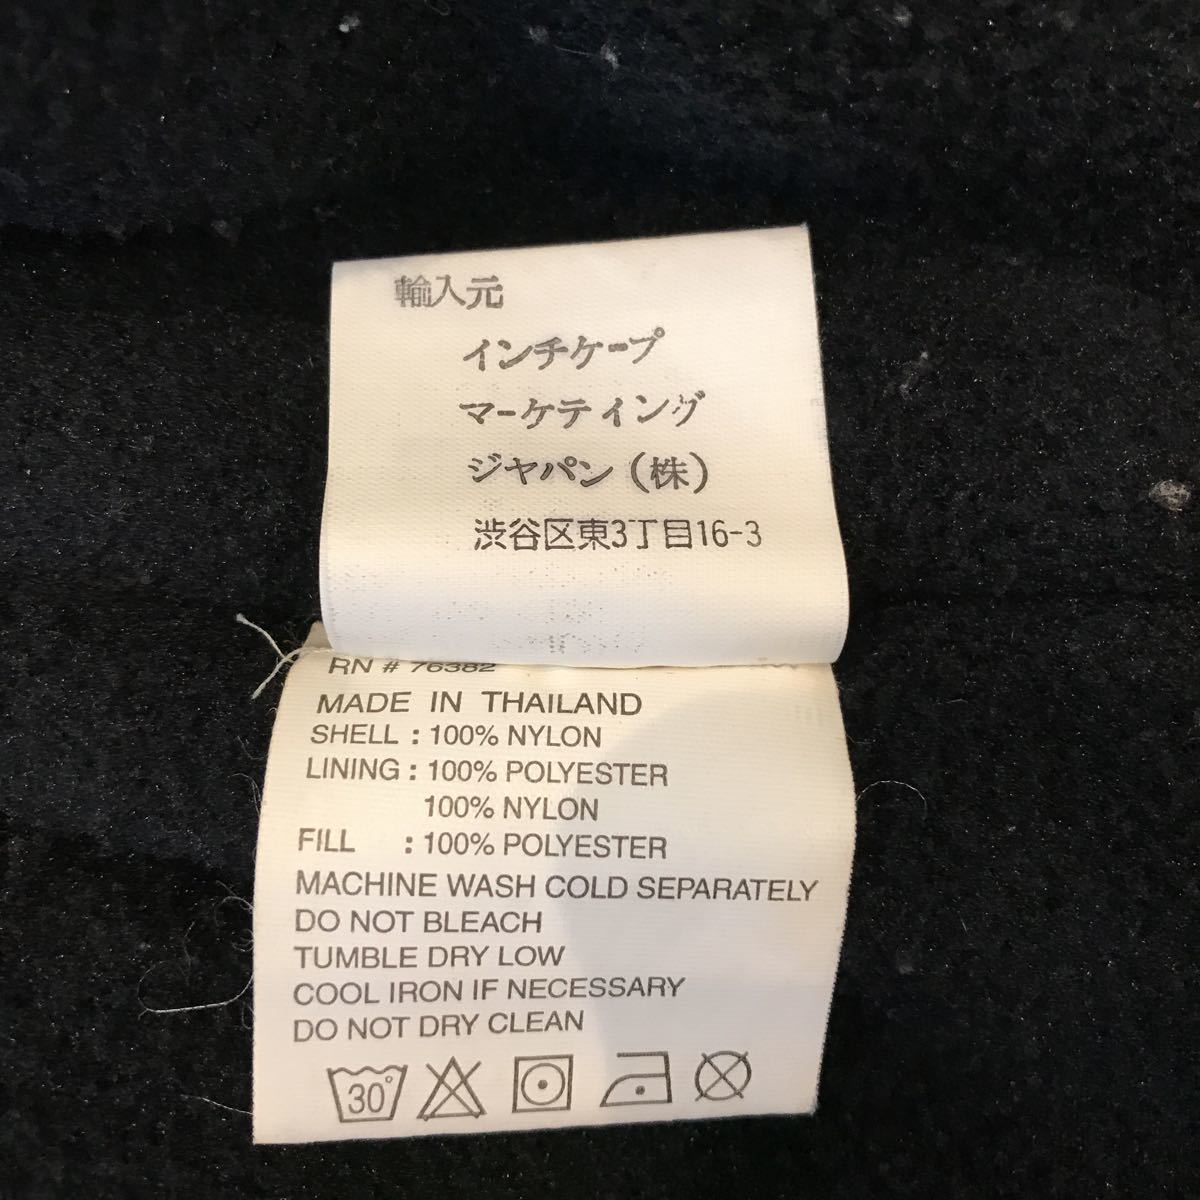 輸入元
インチケープ
マーケティング
ジヤパン(株)
渋谷区東3丁目16-3
RN # 76382
MADE IN THAILAND
SHELL : 100% NYLON
LINING : 100% POLYESTER
100% NYLON
FILL : 100% POLYESTER
MACHINE WASH COLD SEPARATELY
DO NOT BLEACH
TUMBLE DRY LOW
COOL IRON IF NECESSARY
DO NOT DRY CLEAN
30°